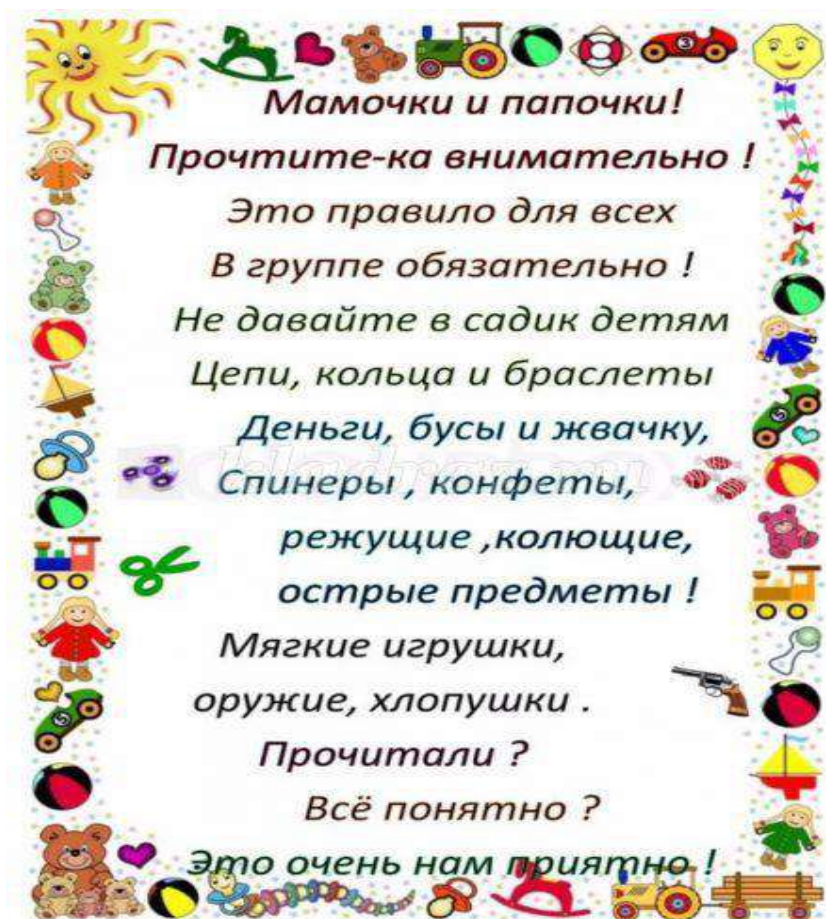 Мамочки и папочки!
Прочтите-ка внимательно !
Это правило для всех
В группе обязательно !
Не давайте в садик детям
Цепи, кольца и браслеты
Деньги, бусы и жвачку,
Спинеры , конфеты,
режущие ,колющие,
острые предметы !
Мягкие игрушки,
оружие, хлопушки .
Прочитали ?
Всё понятно ?
Это очень нам приятно !